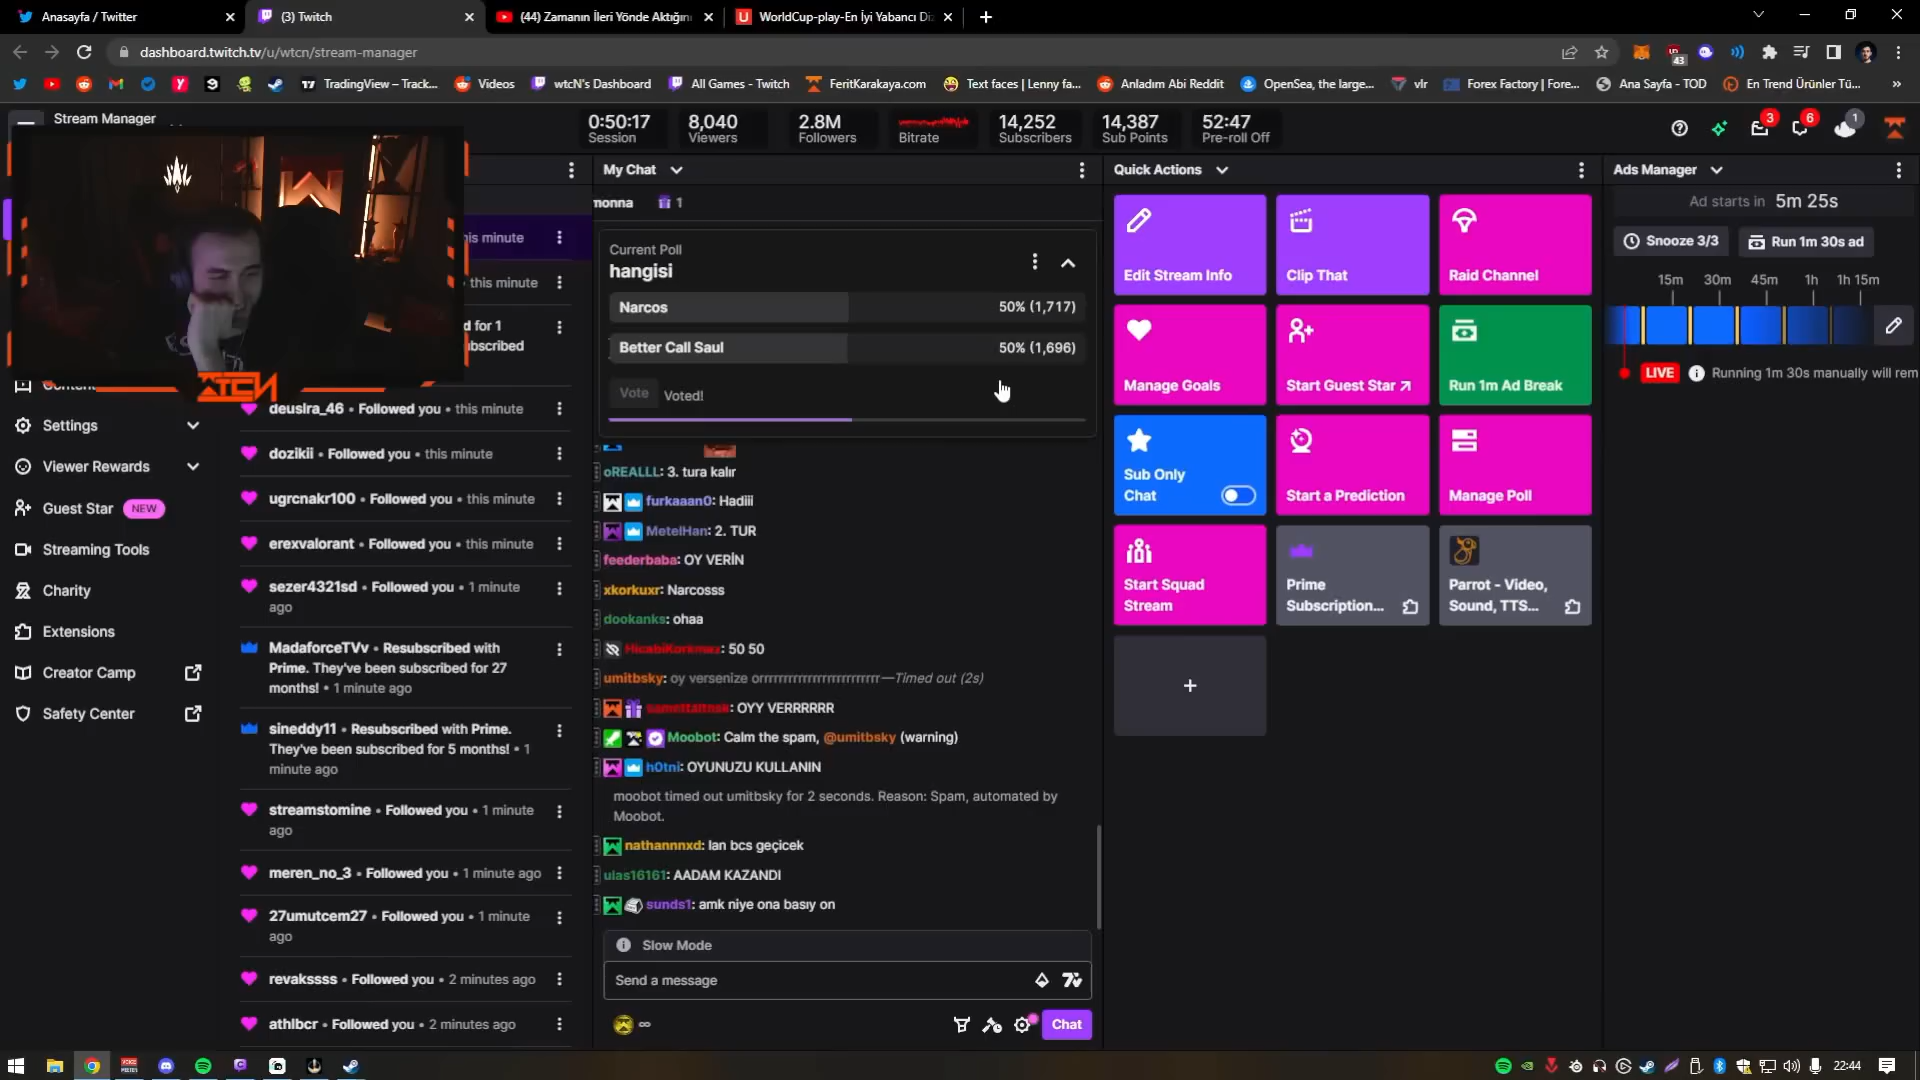 Anasayfa / Twitter
(3) Twitch
(44) Zamanın İleri Yönde Aktığını
WorldCup-play-En İyi Yabancı Diz
dashboard.twitch.tv/u/wtcn/stream-manager
43
TradingView – Track...
Videos
wtcN's Dashboard
All Games - Twitch
FeritKarakaya.com
Text faces | Lenny fa...
Anladım Abi Reddit
OpenSea, the large...
vlr
Forex Factory | Fore...
Ana Sayfa - TOD
En Trend Ürünler Tü...
Stream Manager
0:50:17
Session
8,040
Viewers
2.8M
Followers
Bitrate
14,252
Subscribers
14,387
Sub Points
52:47
Pre-roll Off
3
6
1
My Chat
Quick Actions
Ads Manager
WTCN
Settings
Viewer Rewards
Guest Star NEW
Streaming Tools
Charity
Extensions
Creator Camp
Safety Center
this minute
this minute
d for 1
ubscribed
deuslra_46 • Followed you • this minute
dozikii • Followed you • this minute
ugrcnakr100 • Followed you • this minute
erexvalorant • Followed you • this minute
sezer4321sd • Followed you • 1 minute
ago
MadaforceTVv • Resubscribed with
Prime. They've been subscribed for 27
months! • 1 minute ago
sineddy11 • Resubscribed with Prime.
They've been subscribed for 5 months! • 1
minute ago
streamstomine • Followed you • 1 minute
ago
meren_no_3 • Followed you • 1 minute ago
27umutcem27 • Followed you • 1 minute
ago
revakssss • Followed you • 2 minutes ago
athlbcr • Followed you • 2 minutes ago
monna 1
Current Poll
hangisi
Narcos 50% (1,717)
Better Call Saul 50% (1,696)
Vote Voted!
oREALLL: 3. tura kalır
furkaaan0: Hadiii
MetelHan: 2. TUR
feederbaba: OY VERİN
xkorkuxr: Narcosss
dookanks: ohaa
HicabiKorkmaz: 50 50
umitbsky: oy versenize orrrrrrrrrrrrrrrrrrrrrrr—Timed out (2s)
OYY VERRRRRR
Moobot: Calm the spam, @umitbsky (warning)
h0tni: OYUNUZU KULLANIN
moobot timed out umitbsky for 2 seconds. Reason: Spam, automated by
Moobot.
nathannnxd: lan bcs geçicek
ulas16161: AADAM KAZANDI
sunds1: amk niye ona basıy on
Slow Mode
Send a message
Chat
Edit Stream Info
Clip That
Raid Channel
Manage Goals
Start Guest Star
Run 1m Ad Break
Sub Only
Chat
Start a Prediction
Manage Poll
Start Squad
Stream
Prime
Subscription...
Parrot - Video,
Sound, TTS...
+
Ad starts in 5m 25s
Snooze 3/3
Run 1m 30s ad
15m 30m 45m 1h 1h 15m
LIVE
Running 1m 30s manually will rem
22:44